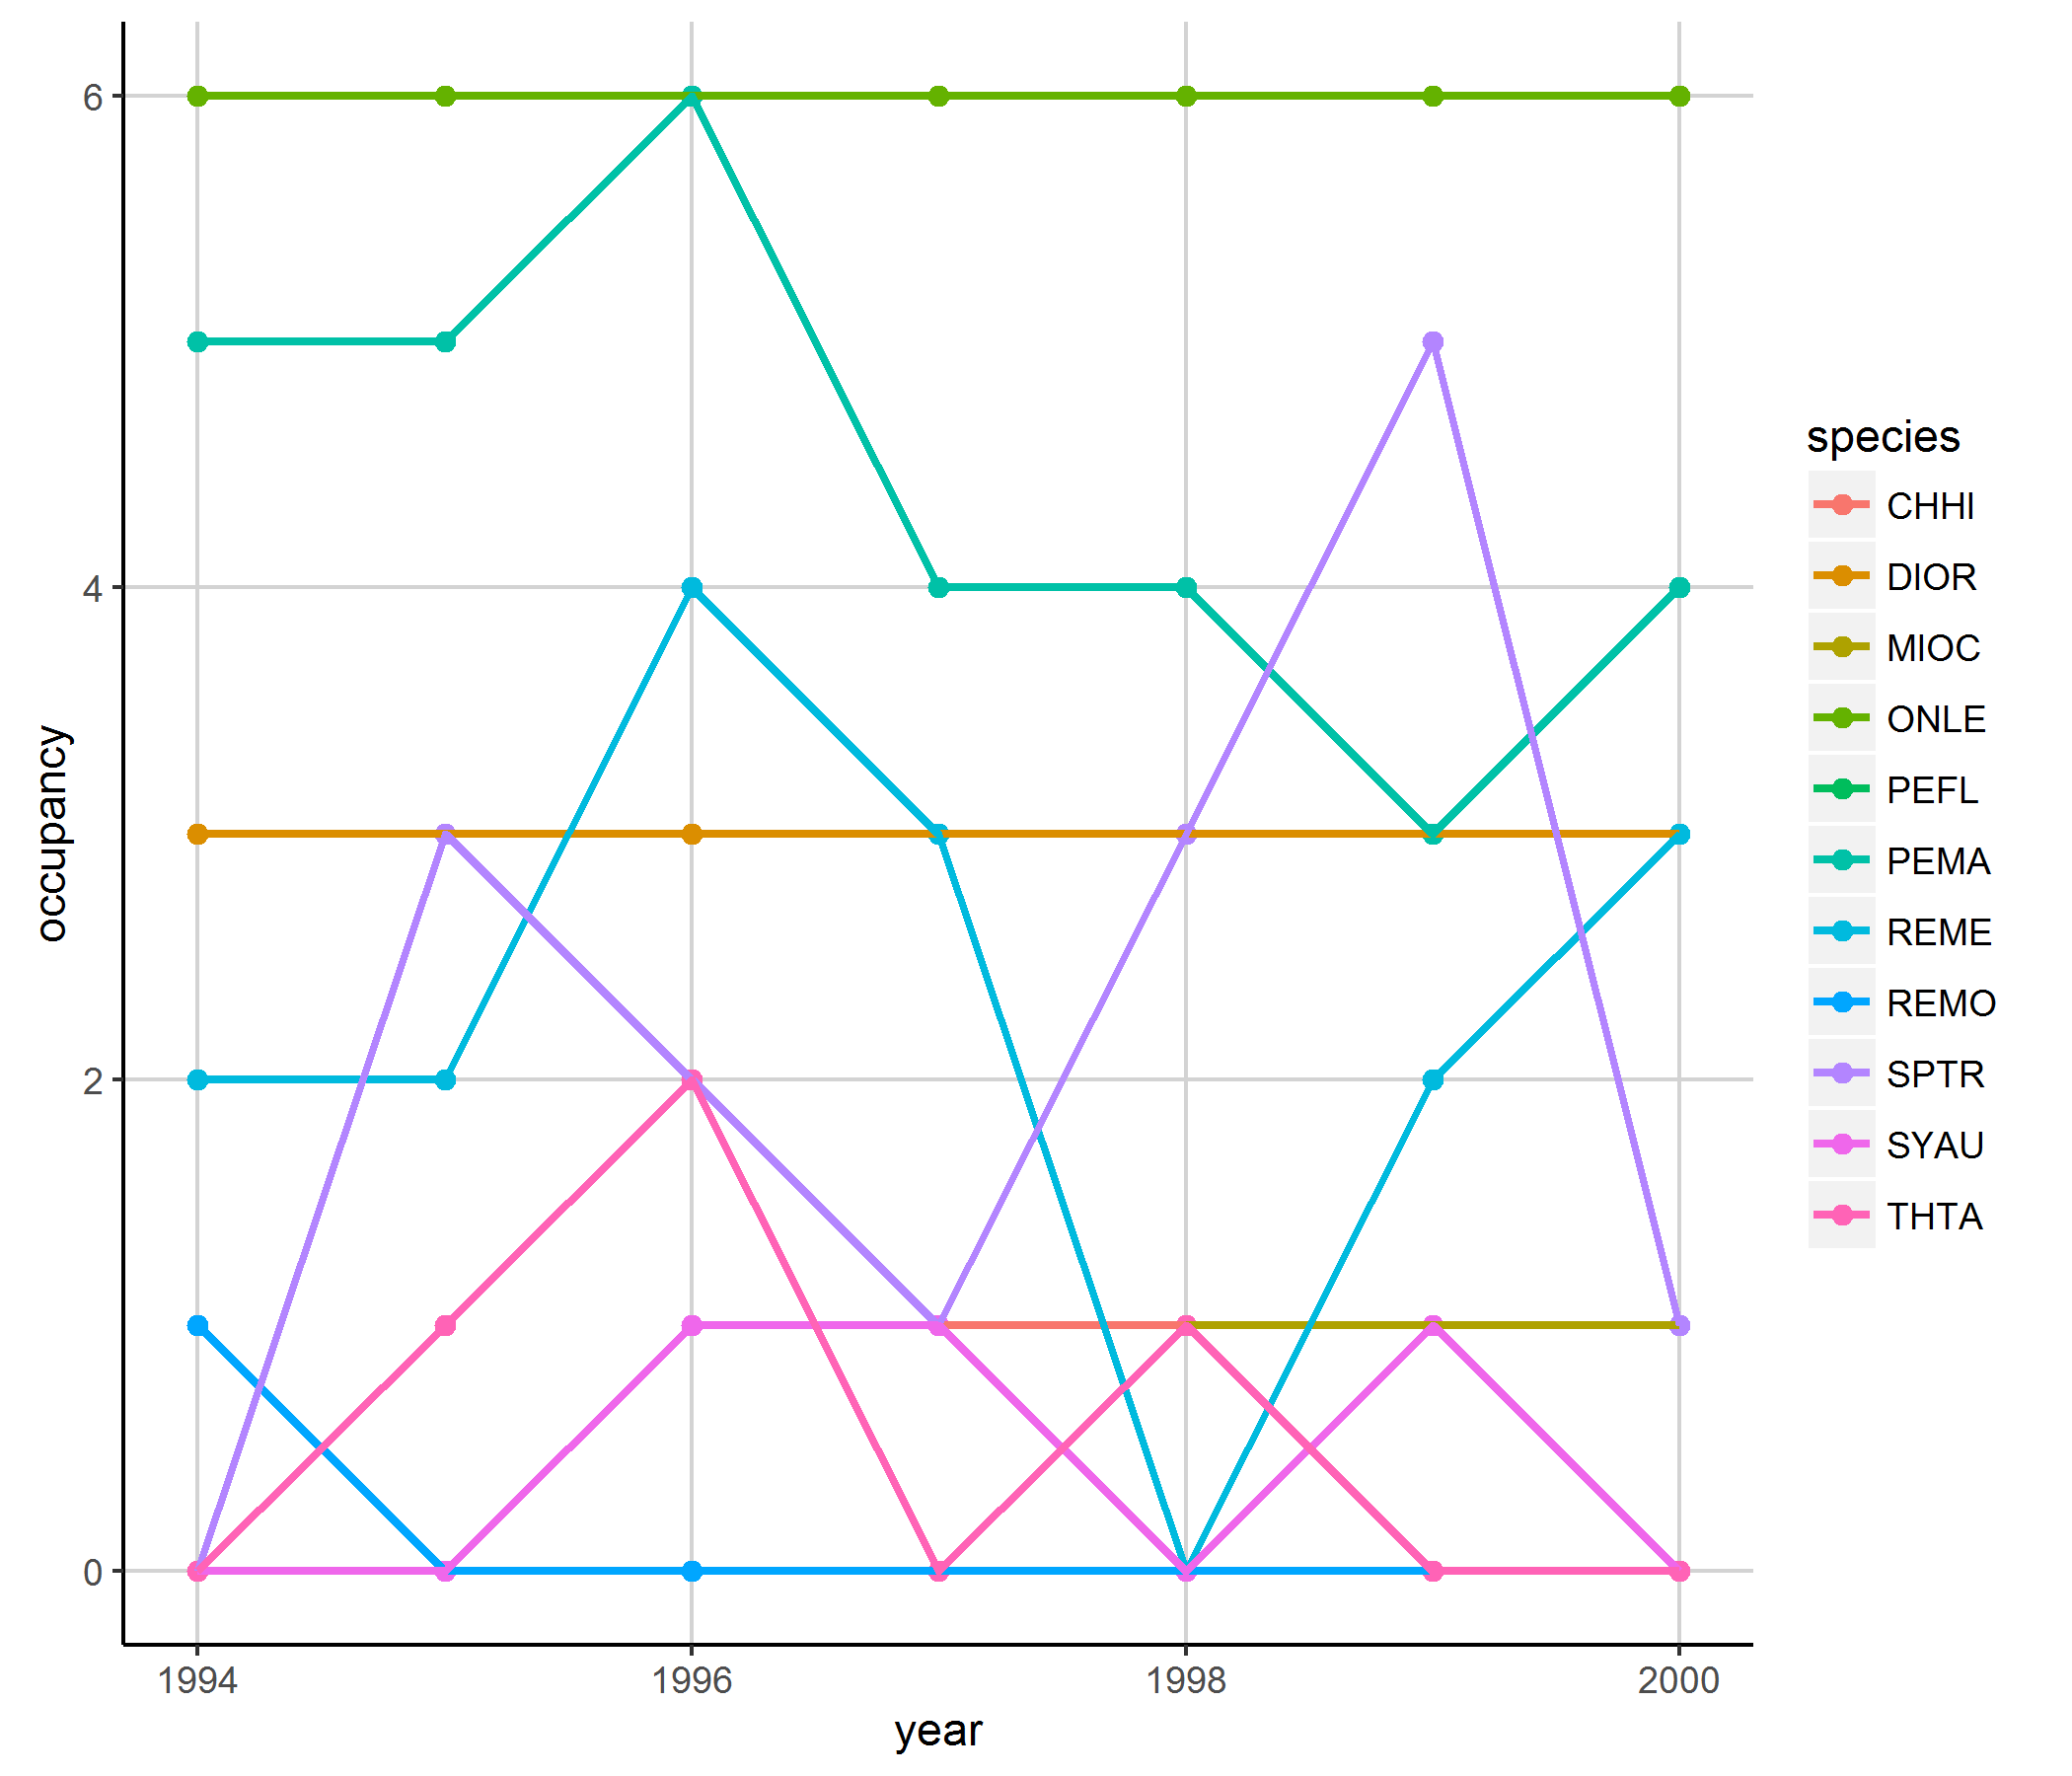 occupancy
6
4
2
0
1994 1996 1998 2000
year
species
CHHI
DIOR
MIOC
ONLE
PEFL
PEMA
REME
REMO
SPTR
SYAU
THTA